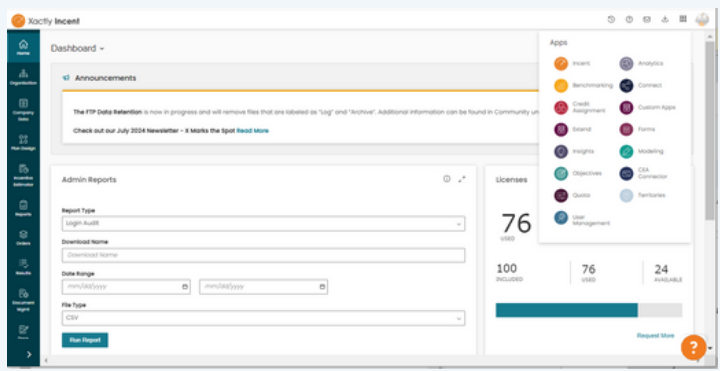 Xactly Incent
Home
Organization
Company
Data
Plan Design
Incentive
Estimator
Reports
Orders
Results
Document
Mgmt
Dashboard
Announcements
The FTP Data Retention is now in progress and will remove files that are labeled as "Log" and "Archive". Additional information can be found in Community un
Check out our July 2024 Newsletter - X Marks the Spot Read More
Admin Reports
Report Type
Login Audit
Download Name
Download Name
Date Range
mm/dd/yyyy mm/dd/yyyy
File Type
CSV
Run Report
Licenses
76
USED
100 76 24
INCLUDED USED AVAILABLE
Request More
?
Apps
Incent Analytics
Benchmarking Connect
Credit
Assignment Custom Apps
Extend Forms
Insights Modeling
Objectives CEA
Connector
Quota Territories
User
Management